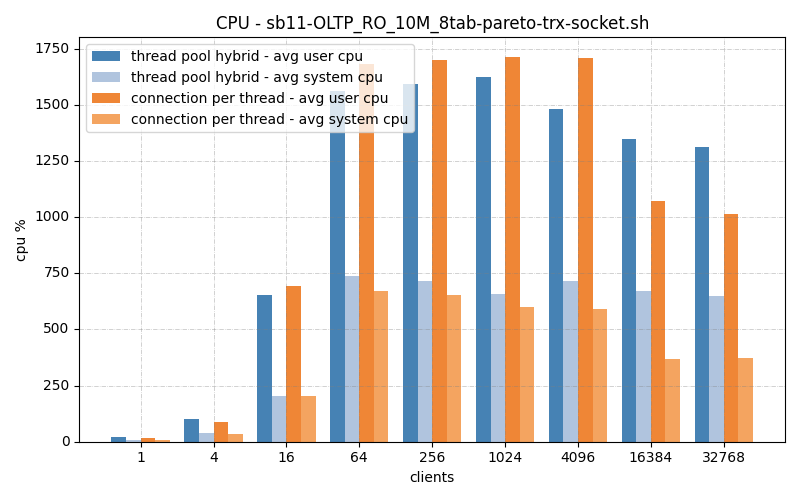 CPU - sb11-OLTP_RO_10M_8tab-pareto-trx-socket.sh
thread pool hybrid - avg user cpu
thread pool hybrid - avg system cpu
connection per thread - avg user cpu
connection per thread - avg system cpu
cpu %
1750
1500
1250
1000
750
500
250
0
1 4 16 64 256 1024 4096 16384 32768
clients